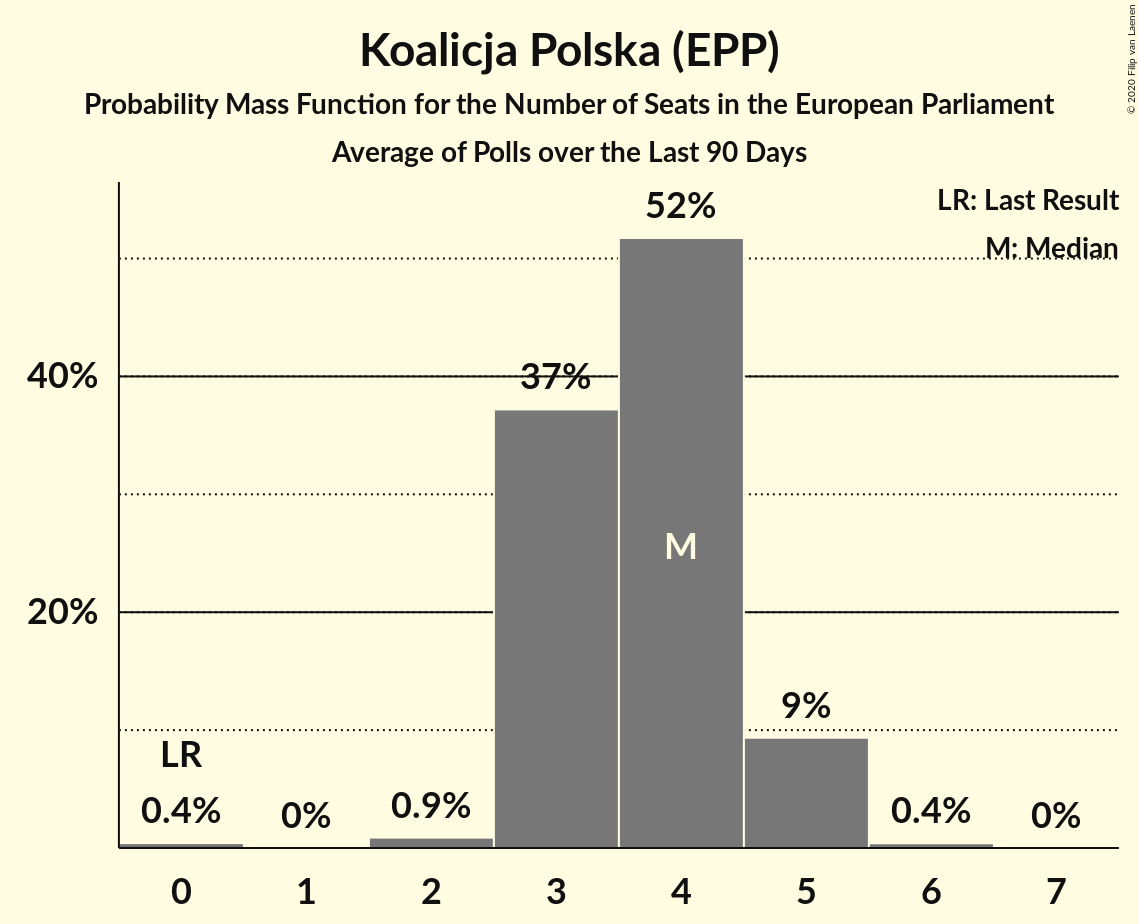 Koalicja Polska (EPP)
Probability Mass Function for the Number of Seats in the European Parliament
Average of Polls over the Last 90 Days
© 2020 Filip van Laenen
LR: Last Result
M: Median
52%
40%
37%
M
20%
9%
LR
0.4%
0%
0.9%
0.4%
0%
0 1 2 3 4 5 6 7